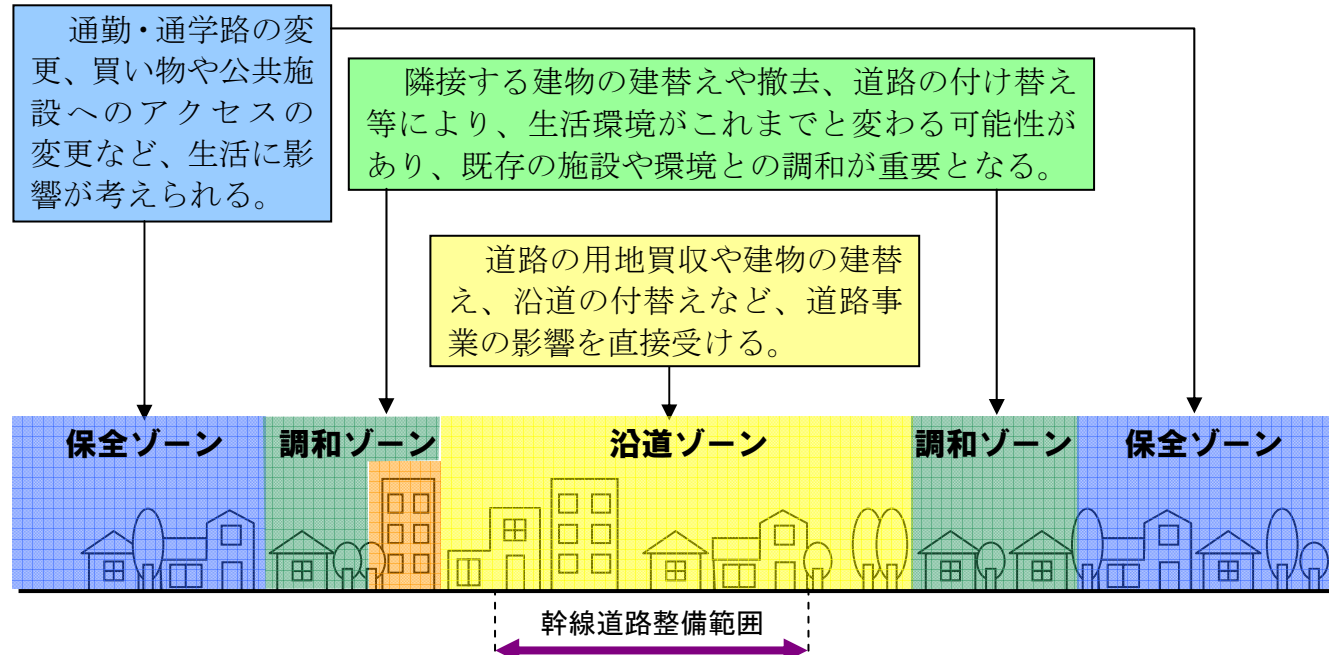 通勤・通学路の変
更、買い物や公共施
設へのアクセスの
変更など、生活に影
響が考えられる。
隣接する建物の建替えや撤去、道路の付け替え
等により、生活環境がこれまでと変わる可能性が
あり、既存の施設や環境との調和が重要となる。
道路の用地買収や建物の建替
え、沿道の付替えなど、道路事
業の影響を直接受ける。
保全ゾーン
調和ゾーン
沿道ゾーン
調和ゾーン
保全ゾーン
幹線道路整備範囲